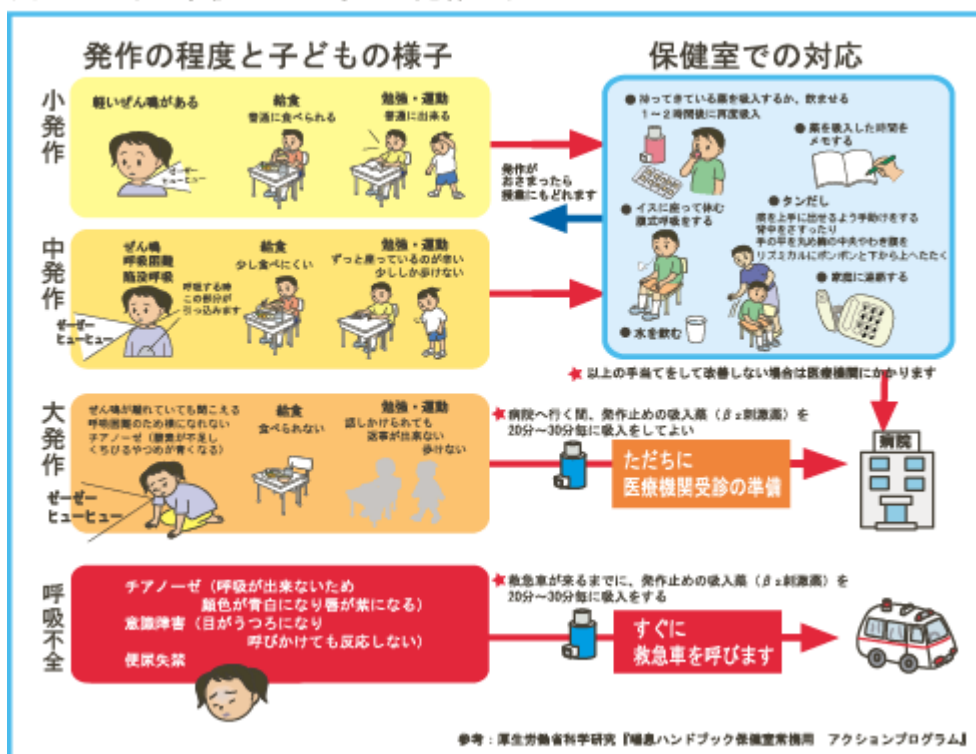 発作の程度と子どもの様子
保健室での対応
小発作
軽いぜん鳴がある
ゼーゼー
ヒューヒュー
給食
普通に食べられる
勉強・運動
普通に出来る
中発作
ぜん鳴
呼吸困難
陥没呼吸
呼吸する時
この部分が
引っ込みます
ゼーゼー
ヒューヒュー
給食
少し食べにくい
勉強・運動
ずっと座っているのが辛い
少ししか歩けない
発作が
おさまったら
授業にもどれます
●持ってきている薬を吸入するか、飲ませる
1～2時間後に再度吸入
●薬を吸入した時間を
メモする
●イスに座って休む
腹式呼吸をする
●タンだし
痰を上手に出せるよう手助けをする
背中をさすったり
手の平を丸め胸の中央やわき腹を
リズミカルにポンポンと下から上へたたく
●家庭に連絡する
●水を飲む
★以上の手当てをして改善しない場合は医療機関にかかります
大発作
ぜん鳴が離れていても聞こえる
呼吸困難のため横になれない
チアノーゼ（酸素が不足し
くちびるやつめが青くなる）
ゼーゼー
ヒューヒュー
給食
食べられない
勉強・運動
話しかけられても
返事が出来ない
歩けない
★病院へ行く間、発作止めの吸入薬（β₂刺激薬）を
20分～30分毎に吸入をしてよい
ただちに
医療機関受診の準備
病院
呼吸不全
チアノーゼ（呼吸が出来ないため
顔色が青白になり唇が紫になる）
意識障害（目がうつろになり
呼びかけても反応しない）
便尿失禁
★救急車が来るまでに、発作止めの吸入薬（β₂刺激薬）を
20分～30分毎に吸入をする
すぐに
救急車を呼びます
参考：厚生労働省科学研究『喘息ハンドブック保健室常携用　アクションプログラム』